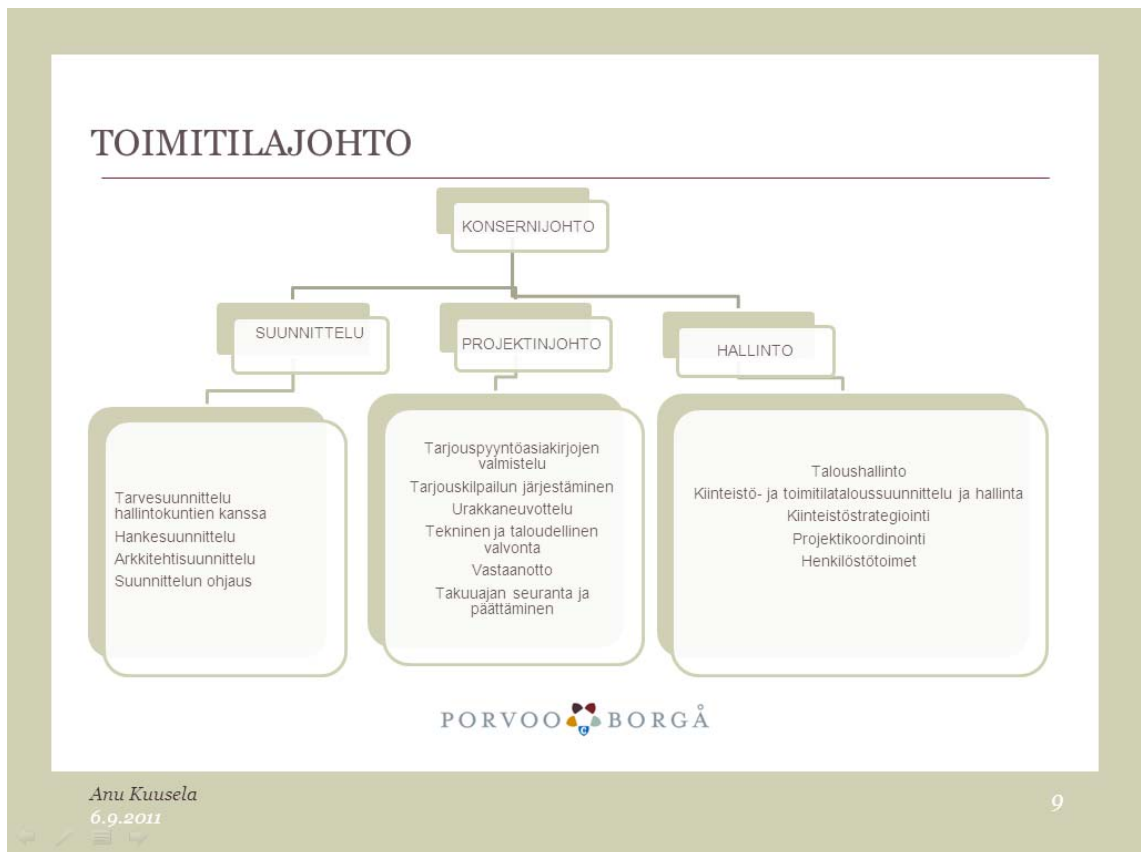 TOIMITILAJOHTO
KONSERNIJOHTO
SUUNNITTELU
PROJEKTINJOHTO
HALLINTO
Tarvesuunnittelu
hallintokuntien kanssa
Hankesuunnittelu
Arkkitehtisuunnittelu
Suunnittelun ohjaus
Tarjouspyyntöasiakirjojen
valmistelu
Tarjouskilpailun järjestäminen
Urakkaneuvottelu
Tekninen ja taloudellinen
valvonta
Vastaanotto
Takuuajan seuranta ja
päättäminen
Taloushallinto
Kiinteistö- ja toimitilataloussuunnittelu ja hallinta
Kiinteistöstrategiointi
Projektikoordinointi
Henkilöstötoimet
PORVOO BORGÅ
Anu Kuusela
6.9.2011
9